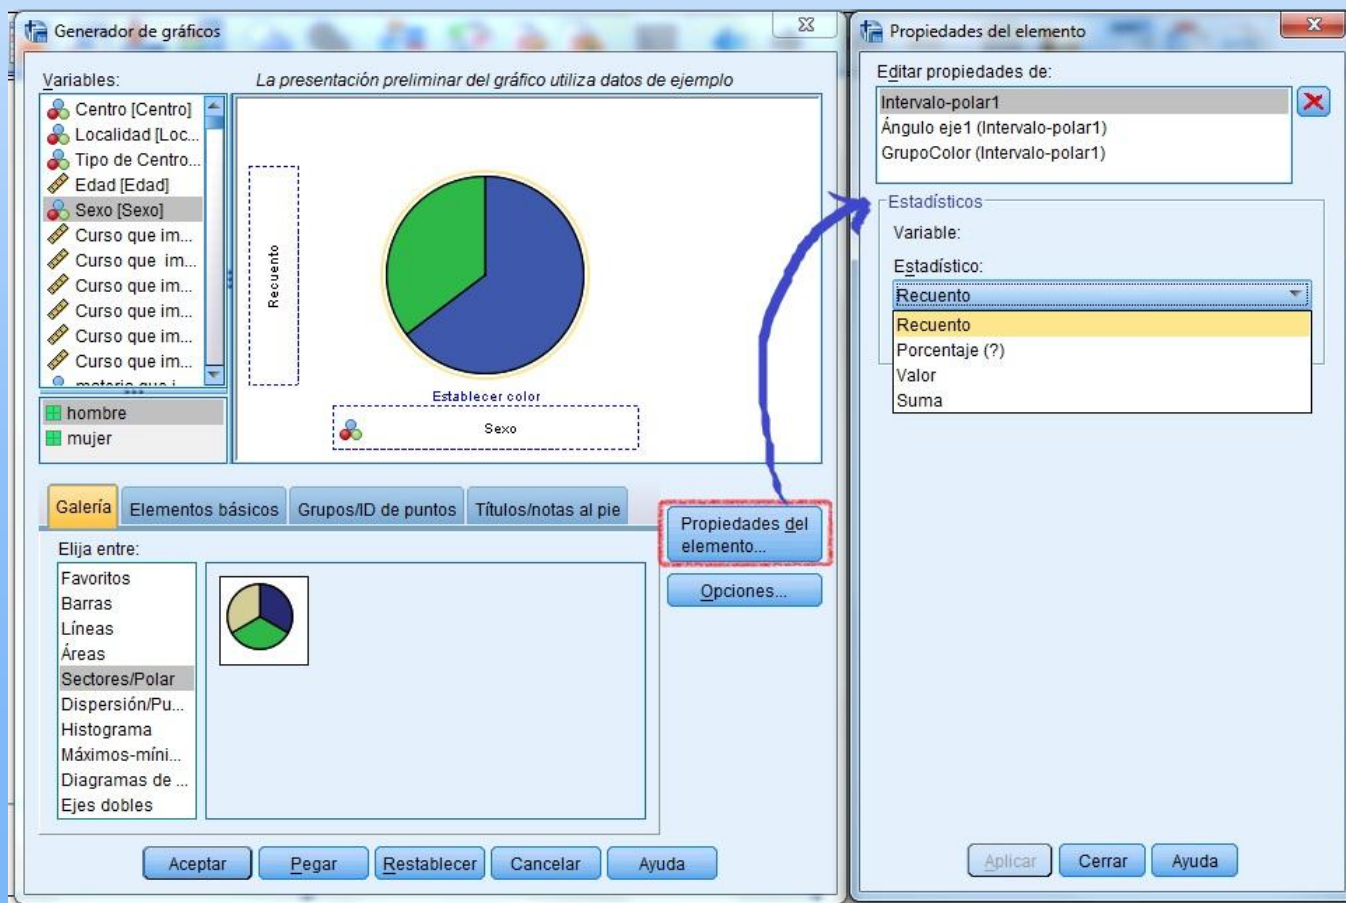 Generador de gráficos
Variables:
La presentación preliminar del gráfico utiliza datos de ejemplo
Centro [Centro]
Localidad [Loc...
Tipo de Centro...
Edad [Edad]
Sexo [Sexo]
Curso que im...
Curso que im...
Curso que im...
Curso que im...
Curso que im...
Curso que im...
hombre
mujer
Recuento
Establecer color
Sexo
Galería
Elementos básicos
Grupos/ID de puntos
Títulos/notas al pie
Elija entre:
Favoritos
Barras
Líneas
Áreas
Sectores/Polar
Dispersión/Pu...
Histograma
Máximos-míni...
Diagramas de ...
Ejes dobles
Propiedades del
elemento...
Opciones...
Aceptar
Pegar
Restablecer
Cancelar
Ayuda
Propiedades del elemento
Editar propiedades de:
Intervalo-polar1
Ángulo eje1 (Intervalo-polar1)
GrupoColor (Intervalo-polar1)
Estadísticos
Variable:
Estadístico:
Recuento
Recuento
Porcentaje (?)
Valor
Suma
Aplicar
Cerrar
Ayuda